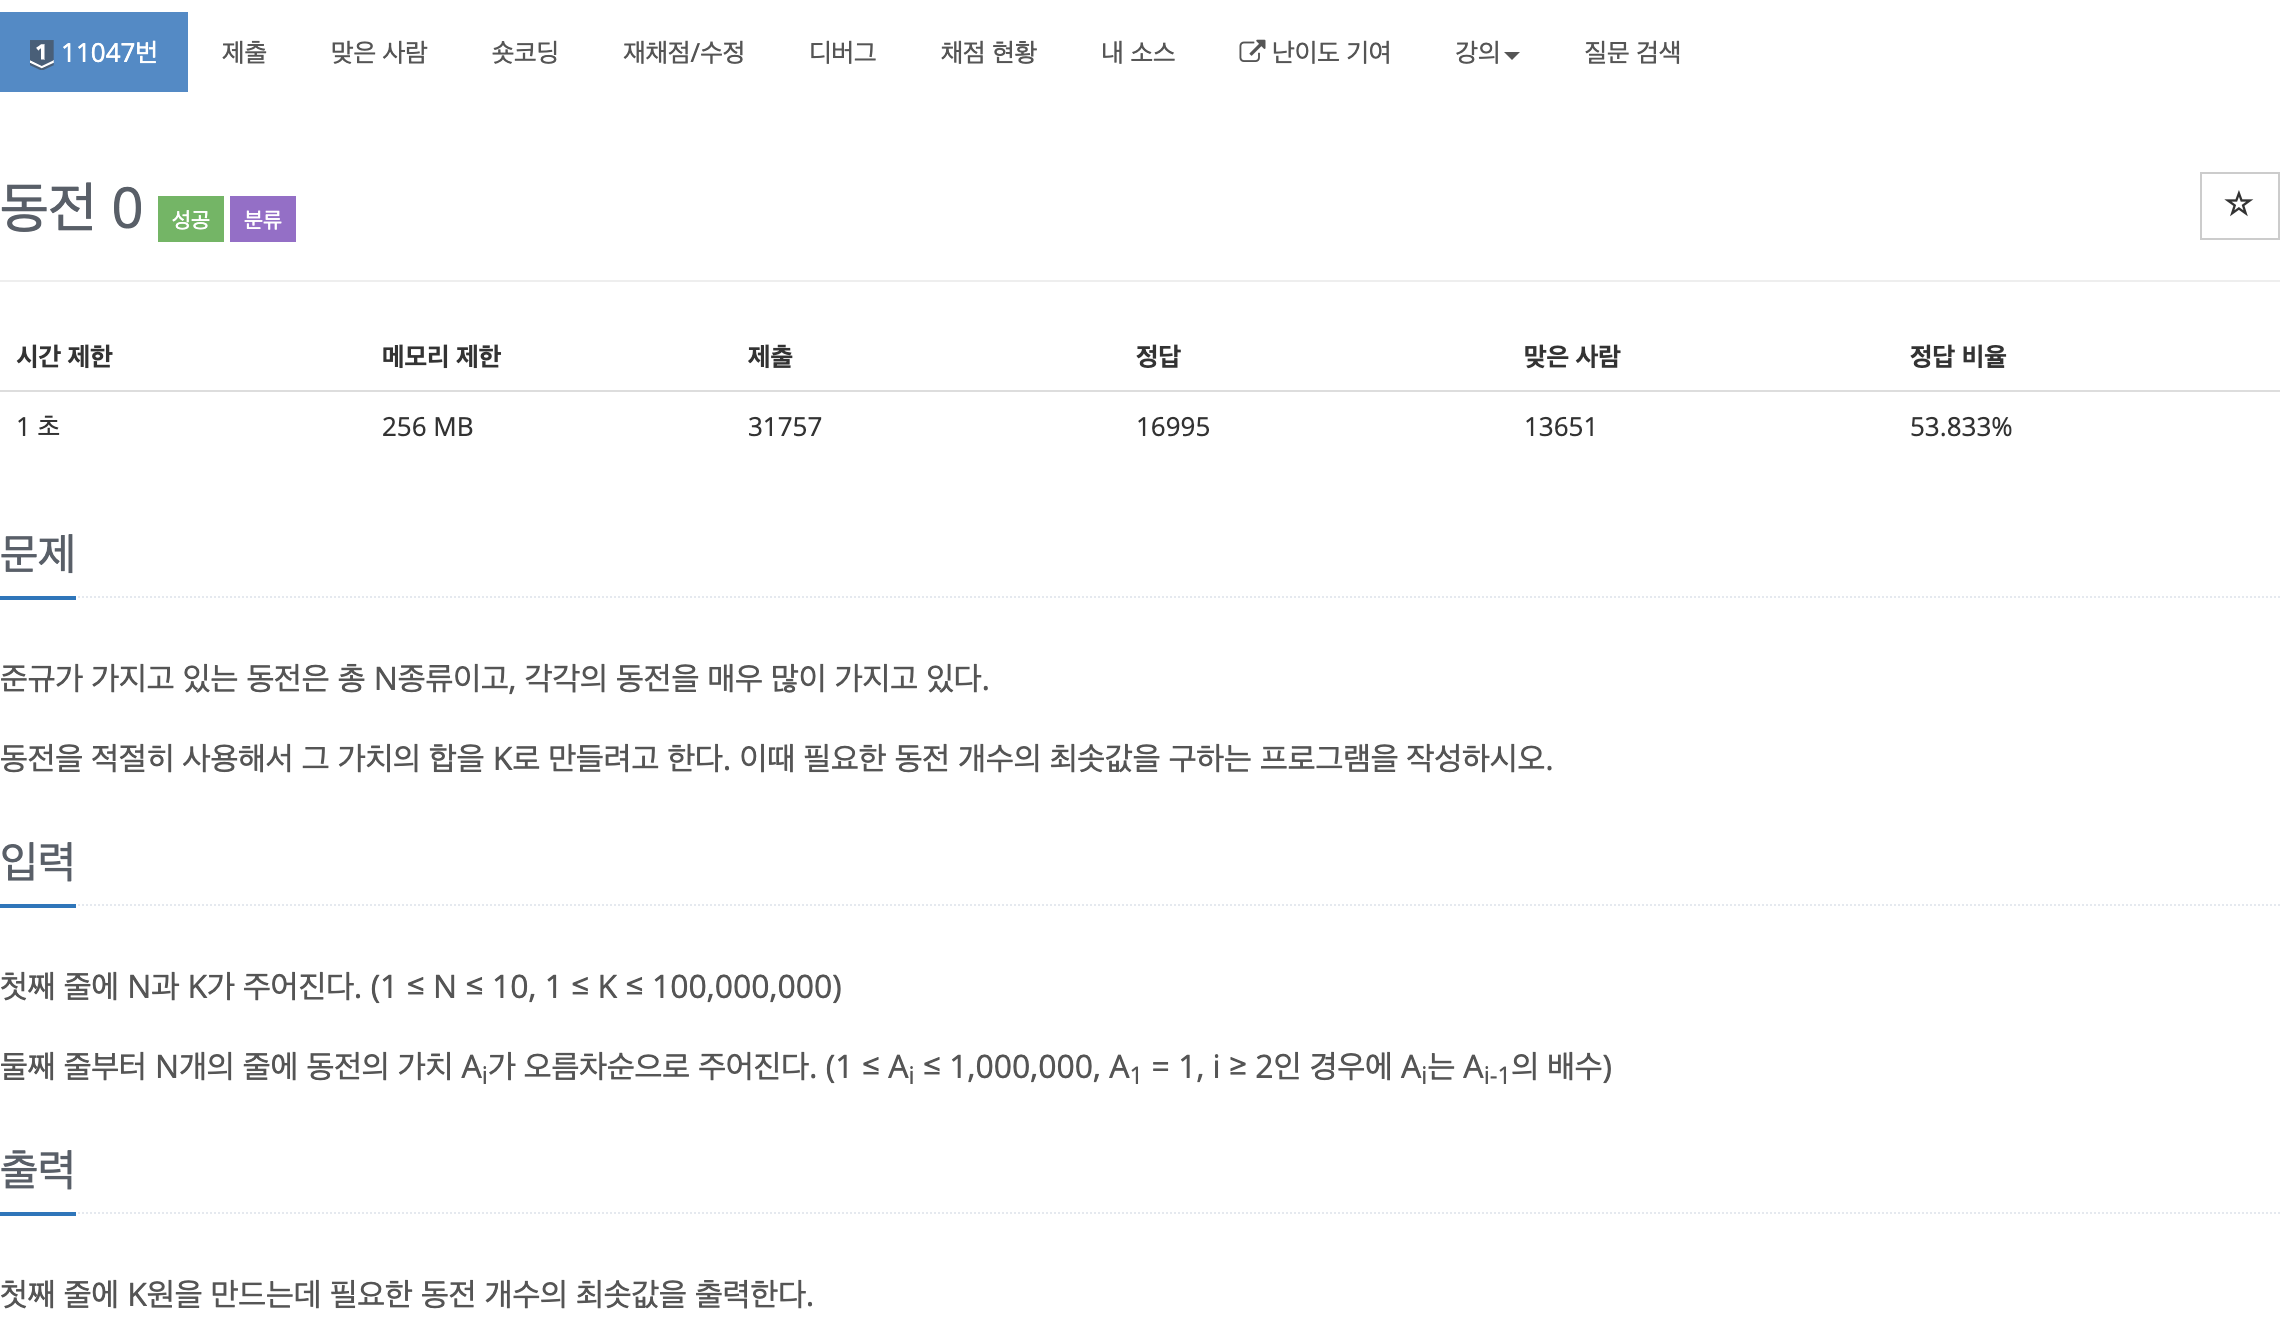 1 11047번 제출 맞은 사람 숏코딩 재채점/수정 디버그 채점 현황 내 소스 난이도 기여 강의 질문 검색
동전 0 성공 분류
시간 제한 메모리 제한 제출 정답 맞은 사람 정답 비율
1 초 256 MB 31757 16995 13651 53.833%
문제
준규가 가지고 있는 동전은 총 N종류이고, 각각의 동전을 매우 많이 가지고 있다.
동전을 적절히 사용해서 그 가치의 합을 K로 만들려고 한다. 이때 필요한 동전 개수의 최솟값을 구하는 프로그램을 작성하시오.
입력
첫째 줄에 N과 K가 주어진다. (1 ≤ N ≤ 10, 1 ≤ K ≤ 100,000,000)
둘째 줄부터 N개의 줄에 동전의 가치 Ai가 오름차순으로 주어진다. (1 ≤ Ai ≤ 1,000,000, A1 = 1, i ≥ 2인 경우에 Ai는 Ai-1의 배수)
출력
첫째 줄에 K원을 만드는데 필요한 동전 개수의 최솟값을 출력한다.